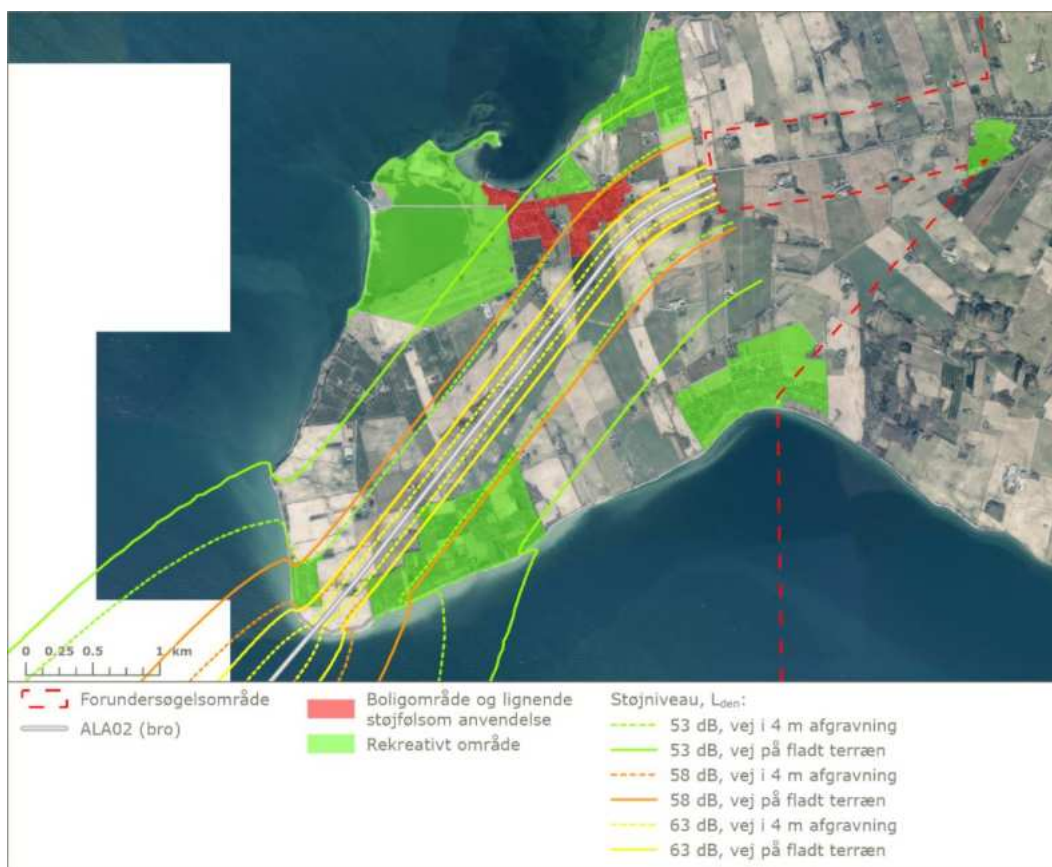 N
0 0.25 0.5 1 km
Forundersøgelsesområde
ALA02 (bro)
Boligområde og lignende
støjfølsom anvendelse
Rekreativt område
Støjniveau, Lden:
53 dB, vej i 4 m afgravning
53 dB, vej på fladt terræn
58 dB, vej i 4 m afgravning
58 dB, vej på fladt terræn
63 dB, vej i 4 m afgravning
63 dB, vej på fladt terræn